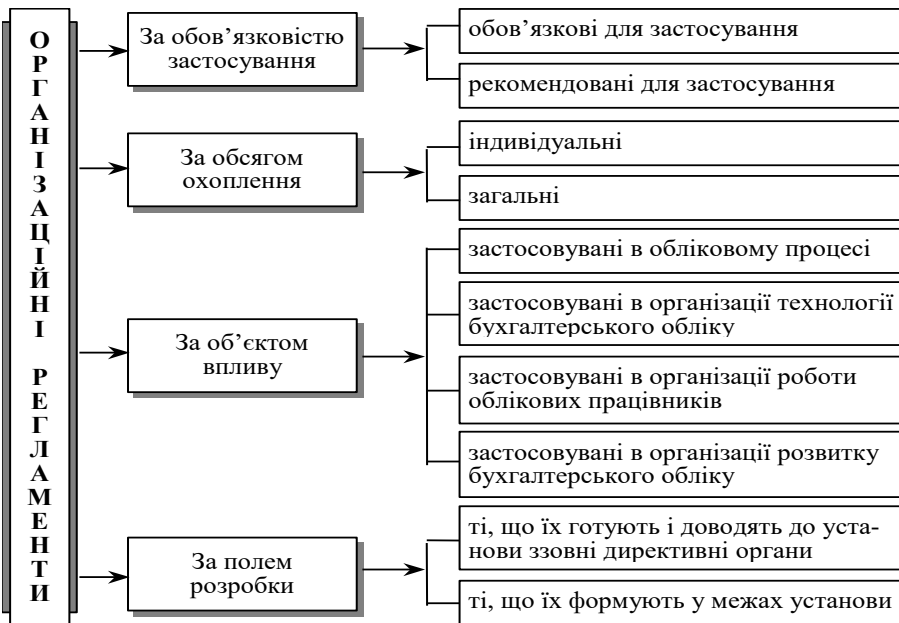 ОРГАНІЗАЦІЙНІ РЕГЛАМЕНТИ
За обов’язковістю
застосування
обов’язкові для застосування
рекомендовані для застосування
За обсягом
охоплення
індивідуальні
загальні
За об’єктом
впливу
застосовувані в обліковому процесі
застосовувані в організації технології
бухгалтерського обліку
застосовувані в організації роботи
облікових працівників
застосовувані в організації розвитку
бухгалтерського обліку
За полем
розробки
ті, що їх готують і доводять до уста-
нови ззовні директивні органи
ті, що їх формують у межах установи